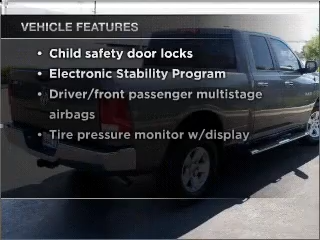 VEHICLE FEATURES
• Child safety door locks
• Electronic Stability Program
• Driver/front passenger multistage
airbags
• Tire pressure monitor w/display